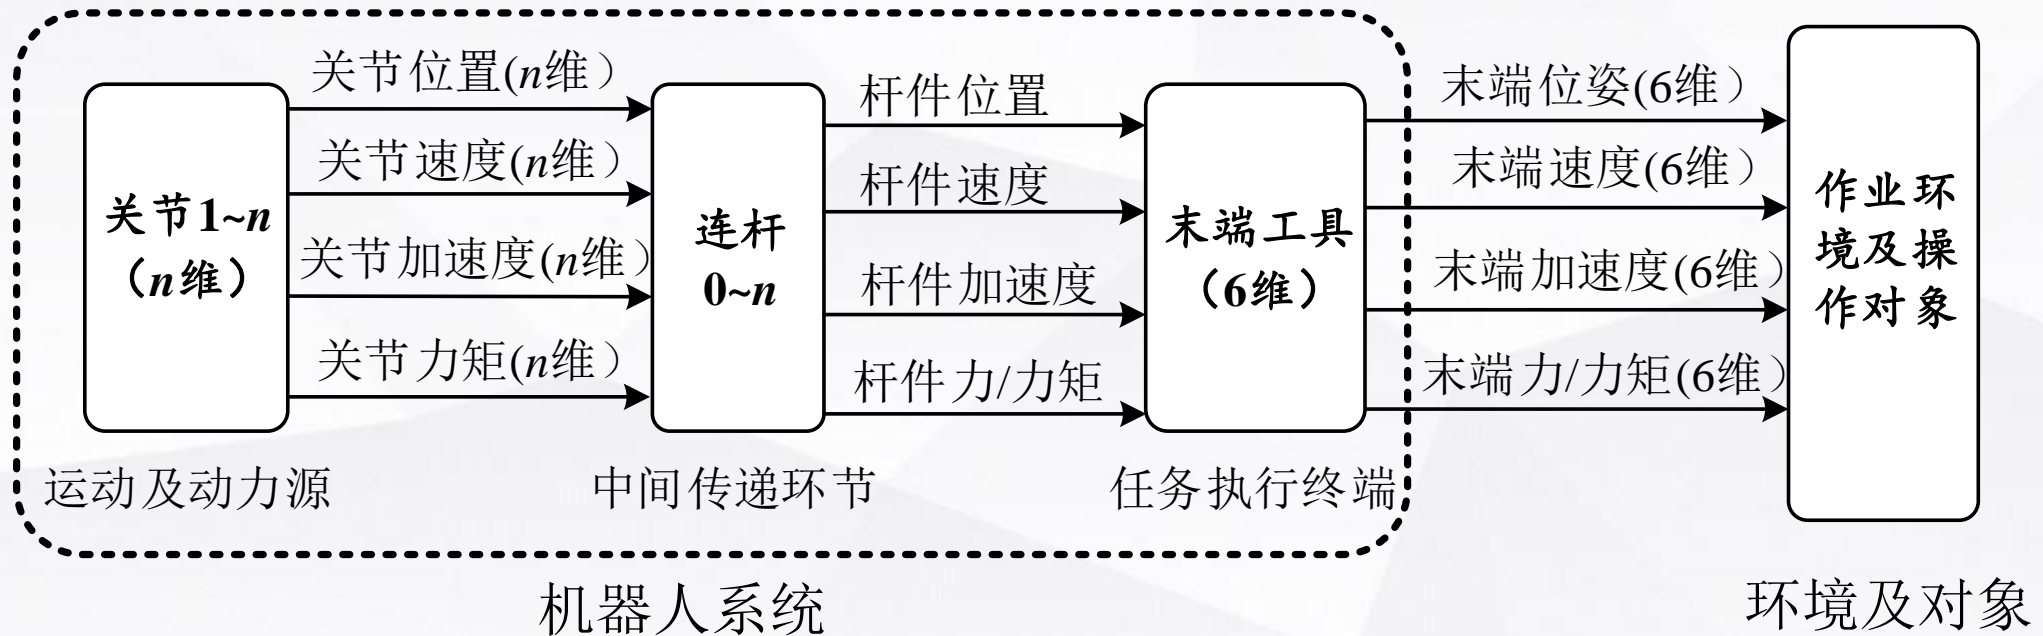 关节位置(n维）
关节速度(n维）
关节加速度(n维）
关节力矩(n维）
杆件位置
杆件速度
杆件加速度
杆件力/力矩
末端位姿(6维）
末端速度(6维）
末端加速度(6维）
末端力/力矩(6维）
关节1~n
（n维）
连杆
0~n
末端工具
（6维）
作业环
境及操
作对象
运动及动力源
中间传递环节
任务执行终端
机器人系统
环境及对象